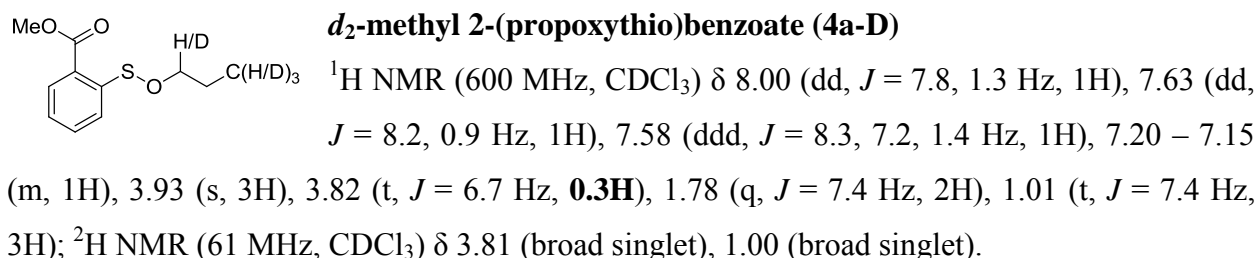 MeO O
H/D
S
O
C(H/D)₃
d₂-methyl 2-(propoxythio)benzoate (4a-D)
¹H NMR (600 MHz, CDCl₃) δ 8.00 (dd, J = 7.8, 1.3 Hz, 1H), 7.63 (dd,
J = 8.2, 0.9 Hz, 1H), 7.58 (ddd, J = 8.3, 7.2, 1.4 Hz, 1H), 7.20 – 7.15
(m, 1H), 3.93 (s, 3H), 3.82 (t, J = 6.7 Hz, 0.3H), 1.78 (q, J = 7.4 Hz, 2H), 1.01 (t, J = 7.4 Hz,
3H); ²H NMR (61 MHz, CDCl₃) δ 3.81 (broad singlet), 1.00 (broad singlet).